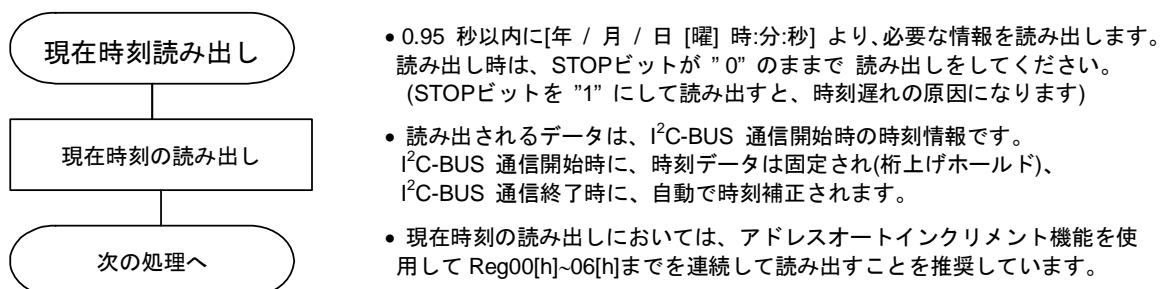 現在時刻読み出し
現在時刻の読み出し
次の処理へ
• 0.95 秒以内に[年 / 月 / 日 [曜] 時:分:秒] より、必要な情報を読み出します。
読み出し時は、STOPビットが ” 0” のままで 読み出しをしてください。
(STOPビットを ”1” にして読み出すと、時刻遅れの原因になります)
• 読み出されるデータは、I²C-BUS 通信開始時の時刻情報です。
I²C-BUS 通信開始時に、時刻データは固定され(桁上げホールド)、
I²C-BUS 通信終了時に、自動で時刻補正されます。
• 現在時刻の読み出しにおいては、アドレスオートインクリメント機能を使
用して Reg00[h]~06[h]までを連続して読み出すことを推奨しています。